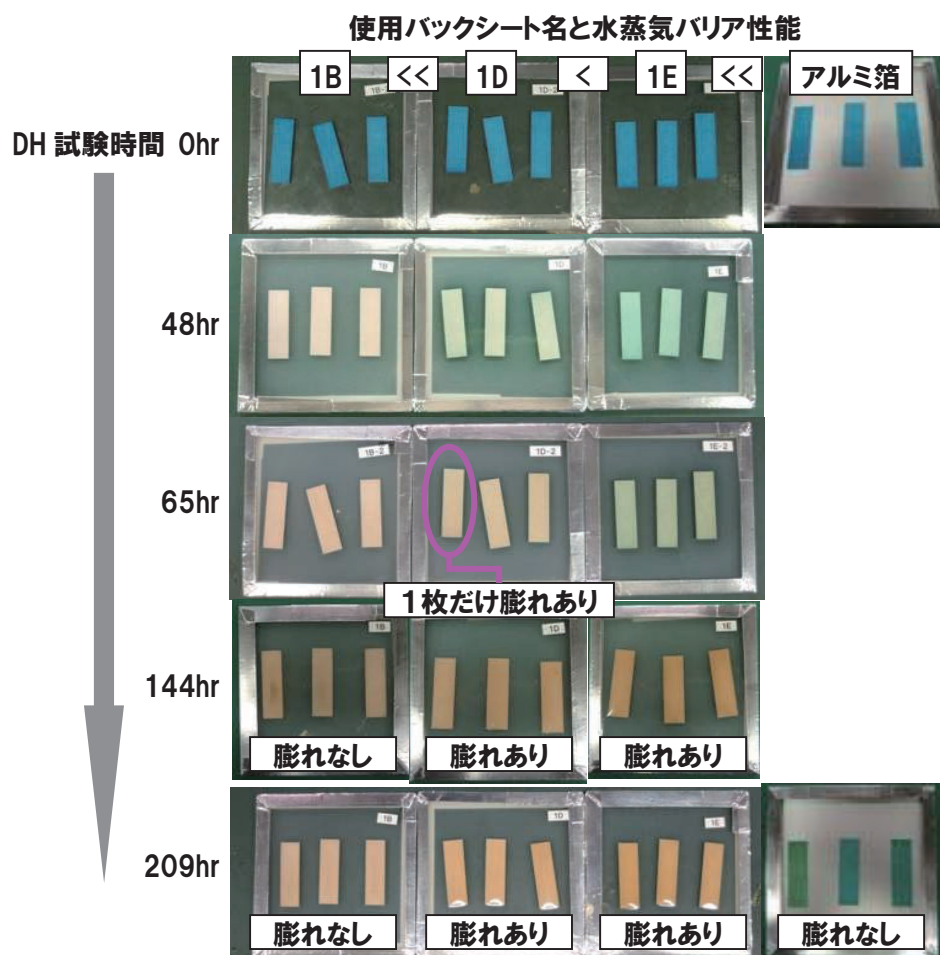 使用バックシート名と水蒸気バリア性能
1B << 1D < 1E << アルミ箔
DH 試験時間 0hr
1B-2 1D-2
48hr
1B 1D 1E
65hr
1B-2 1D-2 1E-2
1枚だけ膨れあり
144hr
1B 1D 1E
膨れなし 膨れあり 膨れあり
209hr
1B 1D 1E
膨れなし 膨れあり 膨れあり 膨れなし